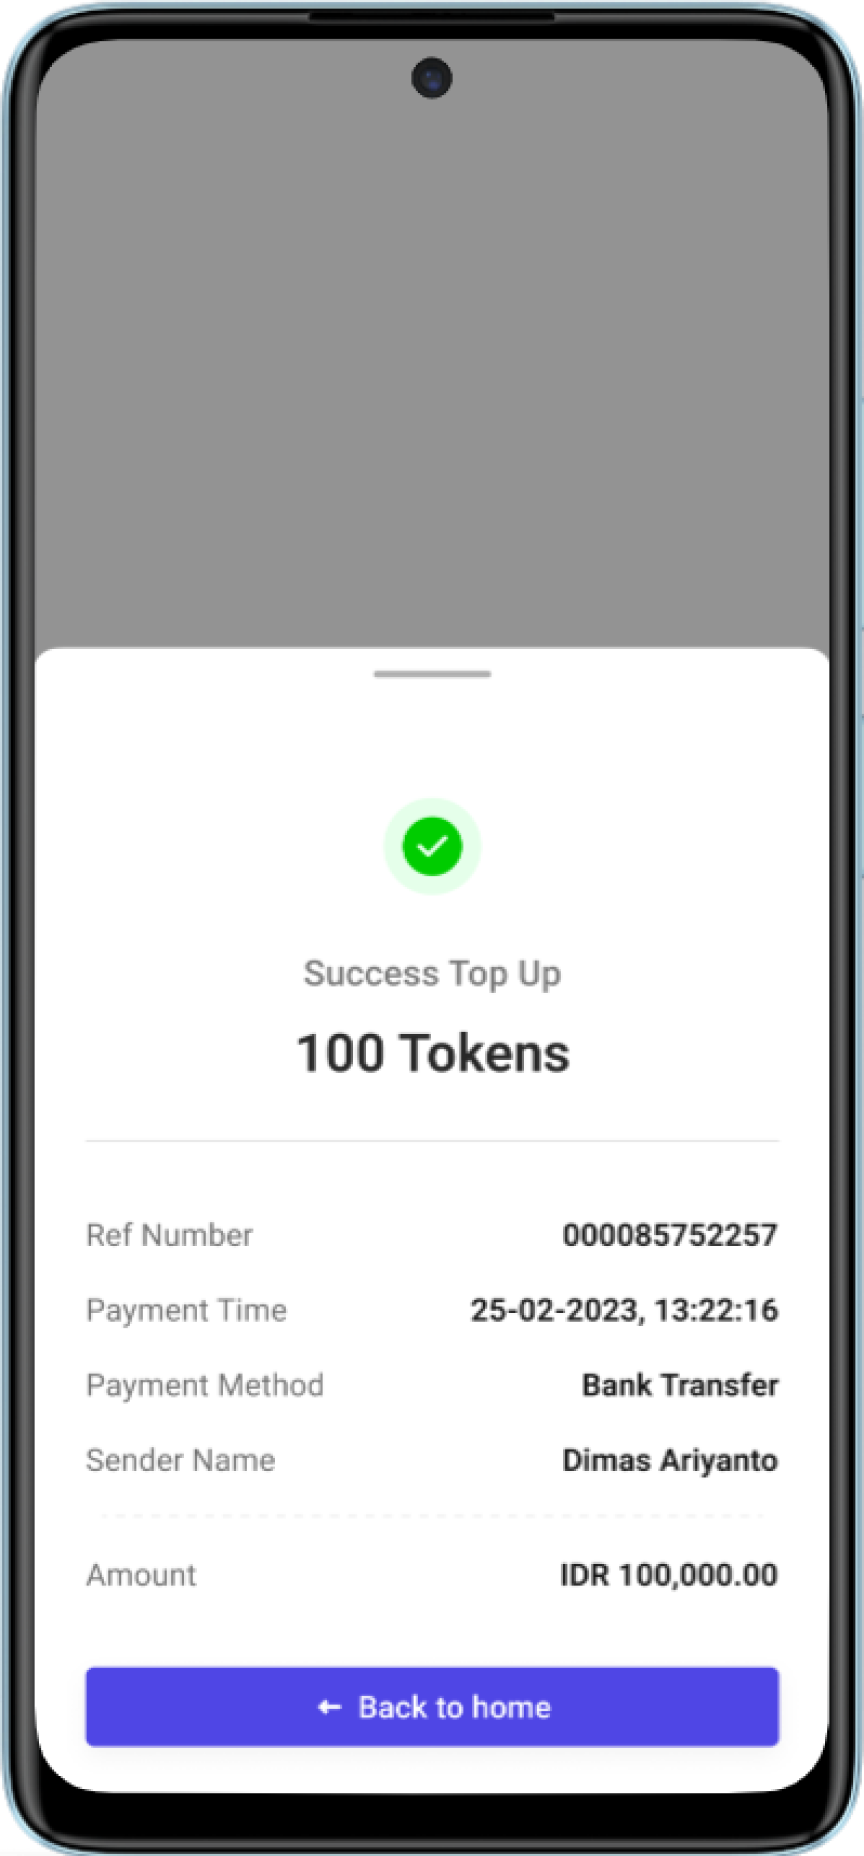 Success Top Up
100 Tokens
Ref Number 000085752257
Payment Time 25-02-2023, 13:22:16
Payment Method Bank Transfer
Sender Name Dimas Ariyanto
Amount IDR 100,000.00
Back to home